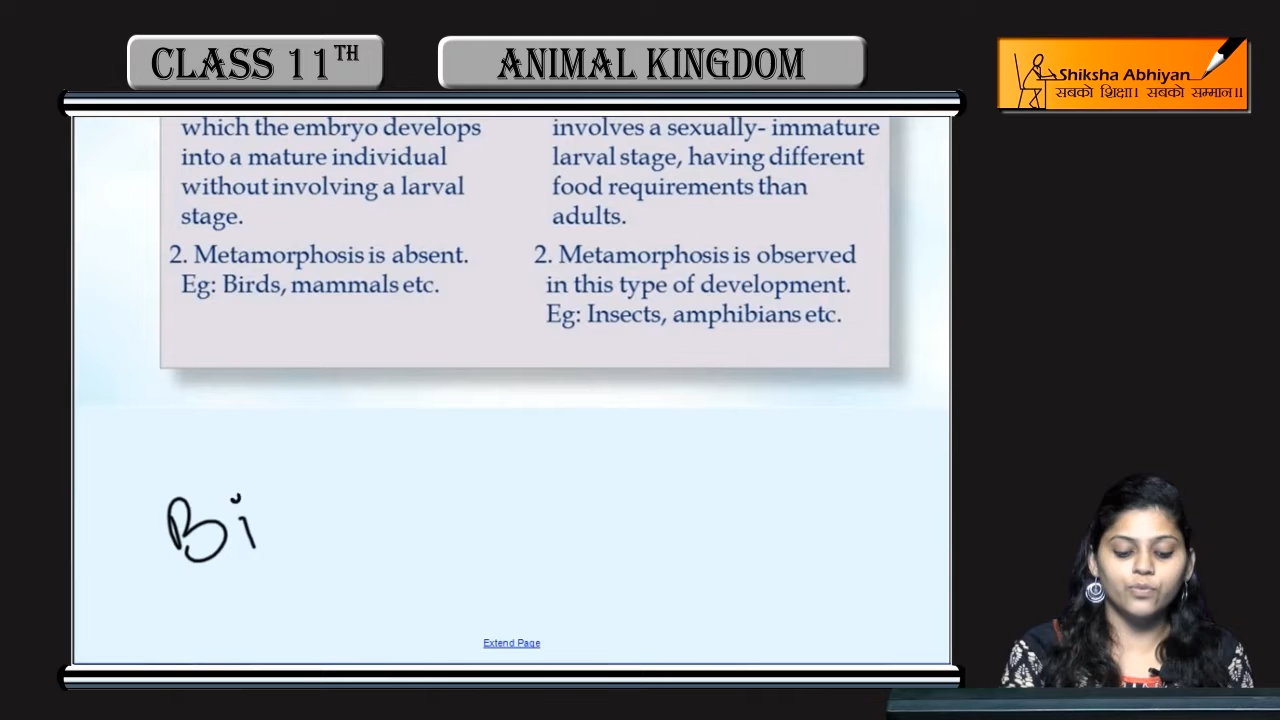 CLASS 11TH
ANIMAL KINGDOM
Shiksha Abhiyan
सबको शिक्षा। सबको सम्मान॥
which the embryo develops
into a mature individual
without involving a larval
stage.
2. Metamorphosis is absent.
Eg: Birds, mammals etc.
involves a sexually- immature
larval stage, having different
food requirements than
adults.
2. Metamorphosis is observed
in this type of development.
Eg: Insects, amphibians etc.
Bi
Extend Page